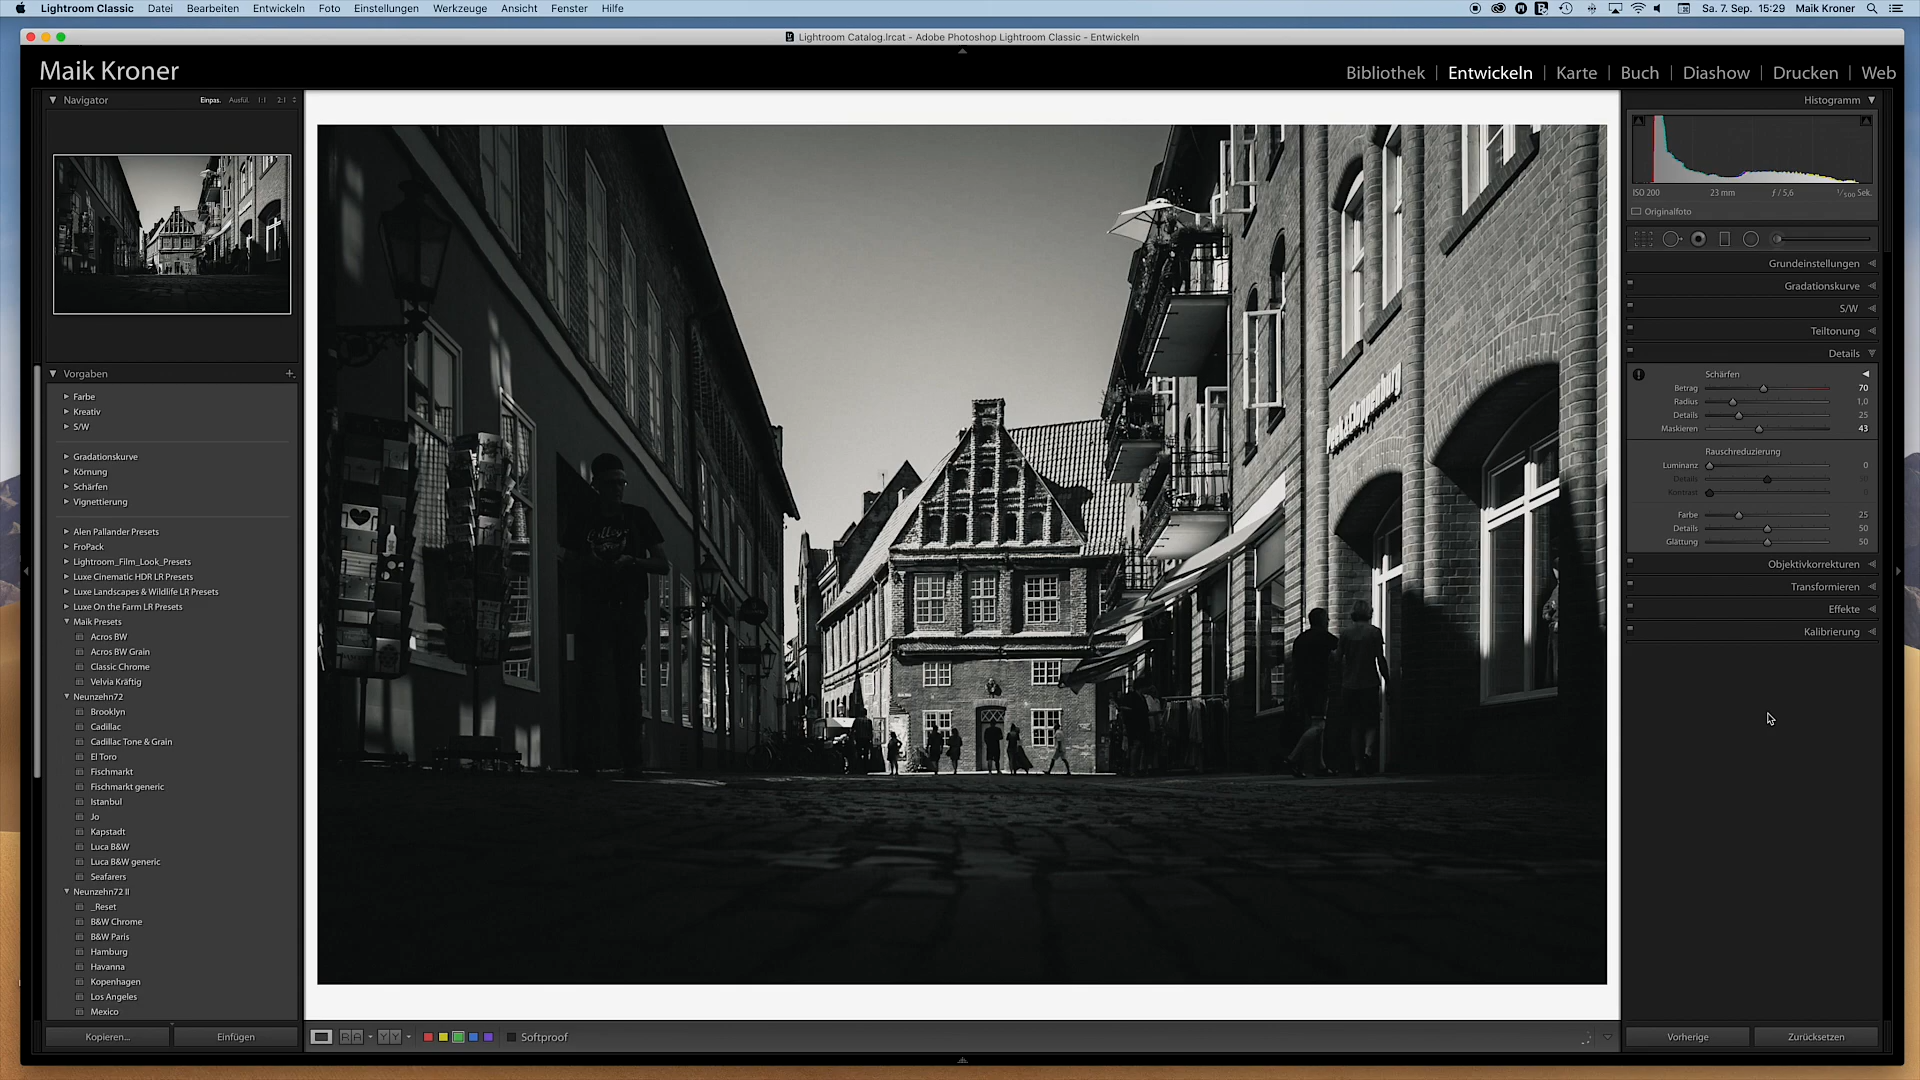 Lightroom Classic Datei Bearbeiten Entwickeln Foto Einstellungen Werkzeuge Ansicht Fenster Hilfe Sa. 7. Sep. 15:29 Maik Kroner
Lightroom Catalog.lrcat - Adobe Photoshop Lightroom Classic - Entwickeln
Maik Kroner
Bibliothek | Entwickeln | Karte | Buch | Diashow | Drucken | Web
Navigator Einpas. Ausfül. 1:1 2:1
Vorgaben +
Farbe
Kreativ
S/W
Gradationskurve
Körnung
Schärfen
Vignettierung
Alen Pallander Presets
FroPack
Lightroom_Film_Look_Presets
Luxe Cinematic HDR LR Presets
Luxe Landscapes & Wildlife LR Presets
Luxe On the Farm LR Presets
Maik Presets
Acros BW
Acros BW Grain
Classic Chrome
Velvia Kräftig
Neunzehn72
Brooklyn
Cadillac
Cadillac Tone & Grain
El Toro
Fischmarkt
Fischmarkt generic
Istanbul
Jo
Kapstadt
Luca B&W
Luca B&W generic
Seafarers
Neunzehn72 II
_Reset
B&W Chrome
B&W Paris
Hamburg
Havanna
Kopenhagen
Los Angeles
Mexico
Kopieren... Einfügen
Softproof
Histogramm
ISO 200 23 mm ƒ / 5,6 1/500 Sek.
Originalfoto
Grundeinstellungen
Gradationskurve
S/W
Teiltonung
Details
Schärfen
Betrag 70
Radius 1,0
Details 25
Maskieren 43
Rauschreduzierung
Luminanz 0
Details 50
Kontrast 0
Farbe 25
Details 50
Glättung 50
Objektivkorrekturen
Transformieren
Effekte
Kalibrierung
Vorherige Zurücksetzen